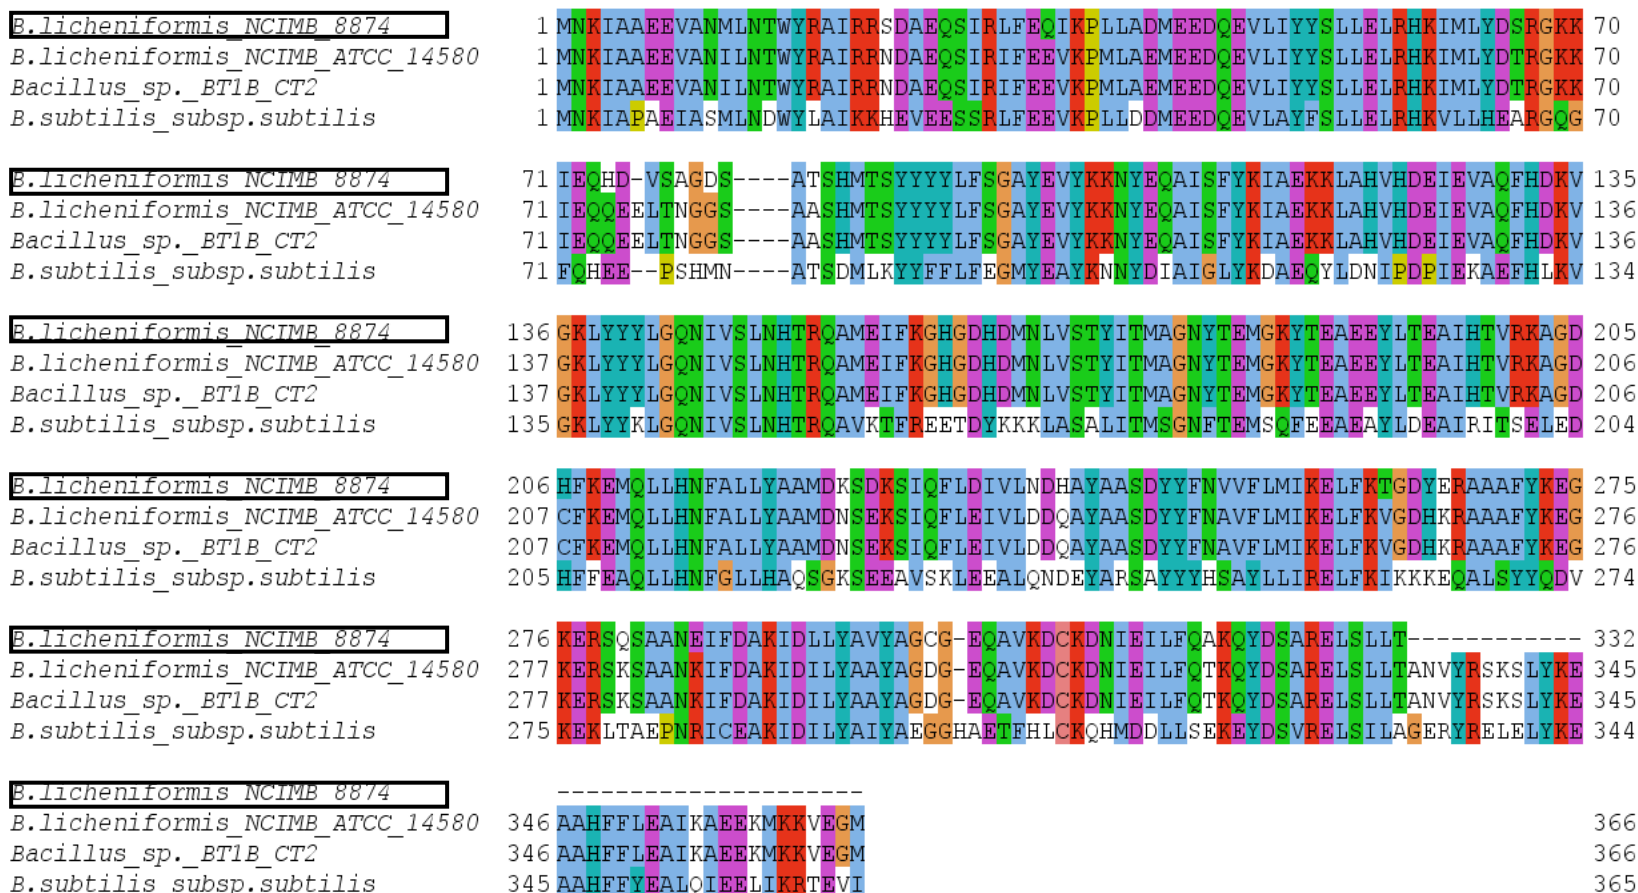 B.licheniformis_NCIMB_8874 1 MNKIAAEEVANMLNTWYRAIRRSDAEQSIRLFEQIKPLLADMEEDQEVLIYYSLLELRHKIMLYDSRGKK 70
B.licheniformis_NCIMB_ATCC_14580 1 MNKIAAEEVANILNTWYRAIRRNDAEQSIRIFEEVKPMLAEMEEDQEVLIYYSLLELRHKIMLYDTRGKK 70
Bacillus_sp._BT1B_CT2 1 MNKIAAEEVANILNTWYRAIRRNDAEQSIRIFEEVKPMLAEMEEDQEVLIYYSLLELRHKIMLYDTRGKK 70
B.subtilis_subsp.subtilis 1 MNKIAPAEIASMLNDWYLAIKKHEVEESSRLFEEVKPLLDDMEEDQEVLAYFSLLELRHKVLLHEARGQG 70
B.licheniformis_NCIMB_8874 71 IEQHD-VSAGDS----ATSHMTSYYYYLFSGAYEVYKKNYEQAISFYKIAEKKLAHVHDEIEVAQFHDKV 135
B.licheniformis_NCIMB_ATCC_14580 71 IEQQEELTNGGS----AASHMTSYYYYLFSGAYEVYKKNYEQAISFYKIAEKKLAHVHDEIEVAQFHDKV 136
Bacillus_sp._BT1B_CT2 71 IEQQEELTNGGS----AASHMTSYYYYLFSGAYEVYKKNYEQAISFYKIAEKKLAHVHDEIEVAQFHDKV 136
B.subtilis_subsp.subtilis 71 FQHEE--PSHMN----ATSDMLKYYFFLFEGMYEAYKNNYDIAIGLYKDAEQYLDNIPDPIEKAEFHLKV 134
B.licheniformis_NCIMB_8874 136 GKLYYYLGQNIVSLNHTRQAMEIFKGHGDHDMNLVSTYITMAGNYTEMGKYTEAEEYLTEAIHTVRKAGD 205
B.licheniformis_NCIMB_ATCC_14580 137 GKLYYYLGQNIVSLNHTRQAMEIFKGHGDHDMNLVSTYITMAGNYTEMGKYTEAEEYLTEAIHTVRKAGD 206
Bacillus_sp._BT1B_CT2 137 GKLYYYLGQNIVSLNHTRQAMEIFKGHGDHDMNLVSTYITMAGNYTEMGKYTEAEEYLTEAIHTVRKAGD 206
B.subtilis_subsp.subtilis 135 GKLYYKLGQNIVSLNHTRQAVKTFREETDYKKKLASALITMSGNFTEMSQFEEAEAYLDEAIRITSELED 204
B.licheniformis_NCIMB_8874 206 HFKEMQLLHNFALLYAAMDKSDKSIQFLDIVLNDHAYAASDYYFNVVFLMIKELFKTGDYERAAAFYKEG 275
B.licheniformis_NCIMB_ATCC_14580 207 CFKEMQLLHNFALLYAAMDNSEKSIQFLEIVLDDQAYAASDYYFNAVFLMIKELFKVGDHKRAAAFYKEG 276
Bacillus_sp._BT1B_CT2 207 CFKEMQLLHNFALLYAAMDNSEKSIQFLEIVLDDQAYAASDYYFNAVFLMIKELFKVGDHKRAAAFYKEG 276
B.subtilis_subsp.subtilis 205 HFFEAQLLHNFGLLHAQSGKSEEAVSKLEEALQNDEYARSAYYYHSAYLLIRELFKIKKKEQALSYYQDV 274
B.licheniformis_NCIMB_8874 276 KERSQSAANEIFDAKIDLLYAVYAGCG-EQAVKDCKDNIEILFQAKQYDSARELSLLT------------ 332
B.licheniformis_NCIMB_ATCC_14580 277 KERSKSAANKIFDAKIDILYAAYAGDG-EQAVKDCKDNIEILFQTKQYDSARELSLLTANVYRSKSLYKE 345
Bacillus_sp._BT1B_CT2 277 KERSKSAANKIFDAKIDILYAAYAGDG-EQAVKDCKDNIEILFQTKQYDSARELSLLTANVYRSKSLYKE 345
B.subtilis_subsp.subtilis 275 KEKLTAEPNRICEAKIDILYAIYAEGGHAETFHLCKQHMDDLLSEKEYDSVRELSILAGERYRELELYKE 344
B.licheniformis_NCIMB_8874 ---------------------
B.licheniformis_NCIMB_ATCC_14580 346 AAHFFLEAIKAEEKMKKVEGM 366
Bacillus_sp._BT1B_CT2 346 AAHFFLEAIKAEEKMKKVEGM 366
B.subtilis_subsp.subtilis 345 AAHFFYEALQIEELIKRTEVI 365